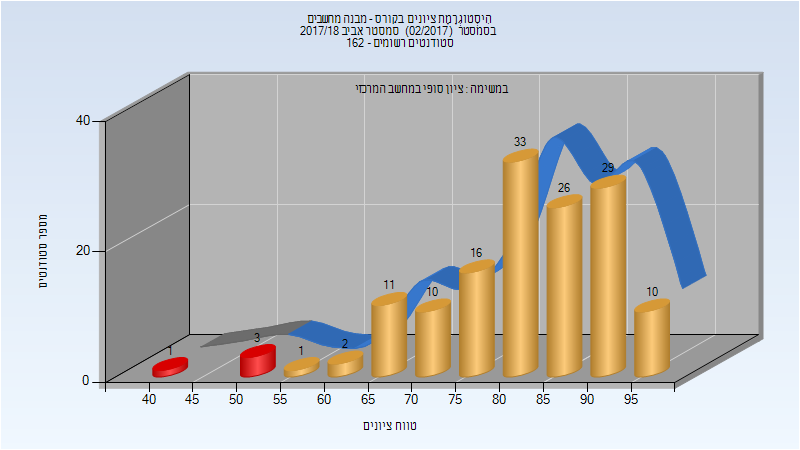 היסטוגרמת ציונים בקורס - מבנה מחשבים
בסמסטר (02/2017) סמסטר אביב 2017/18
סטודנטים רשומים - 162
במשימה : ציון סופי במחשב המרכזי
מספר סטודנטים
40
20
0
1
3
1
2
11
10
16
33
26
29
10
40 45 50 55 60 65 70 75 80 85 90 95
טווח ציונים